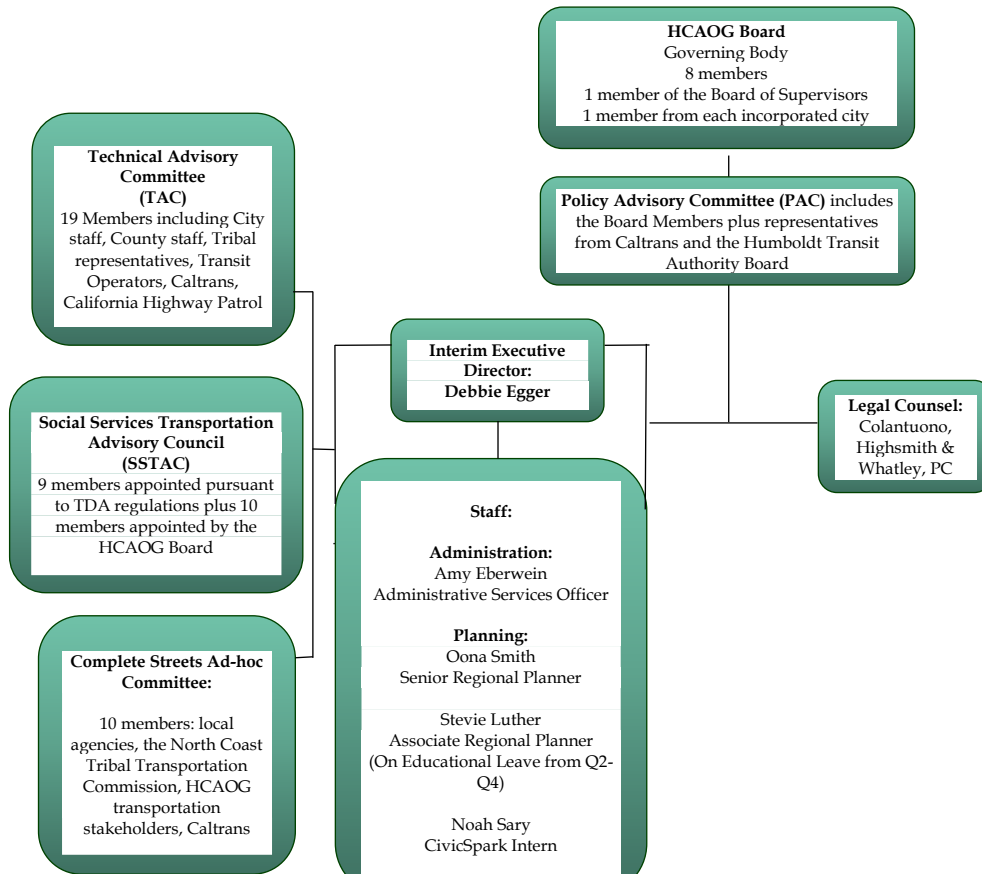 HCAOG Board
Governing Body
8 members
1 member of the Board of Supervisors
1 member from each incorporated city
Technical Advisory
Committee
(TAC)
19 Members including City
staff, County staff, Tribal
representatives, Transit
Operators, Caltrans,
California Highway Patrol
Policy Advisory Committee (PAC) includes
the Board Members plus representatives
from Caltrans and the Humboldt Transit
Authority Board
Interim Executive
Director:
Debbie Egger
Legal Counsel:
Colantuono,
Highsmith &
Whatley, PC
Social Services Transportation
Advisory Council
(SSTAC)
9 members appointed pursuant
to TDA regulations plus 10
members appointed by the
HCAOG Board
Staff:
Administration:
Amy Eberwein
Administrative Services Officer
Planning:
Oona Smith
Senior Regional Planner
Stevie Luther
Associate Regional Planner
(On Educational Leave from Q2-
Q4)
Noah Sary
CivicSpark Intern
Complete Streets Ad-hoc
Committee:
10 members: local
agencies, the North Coast
Tribal Transportation
Commission, HCAOG
transportation
stakeholders, Caltrans